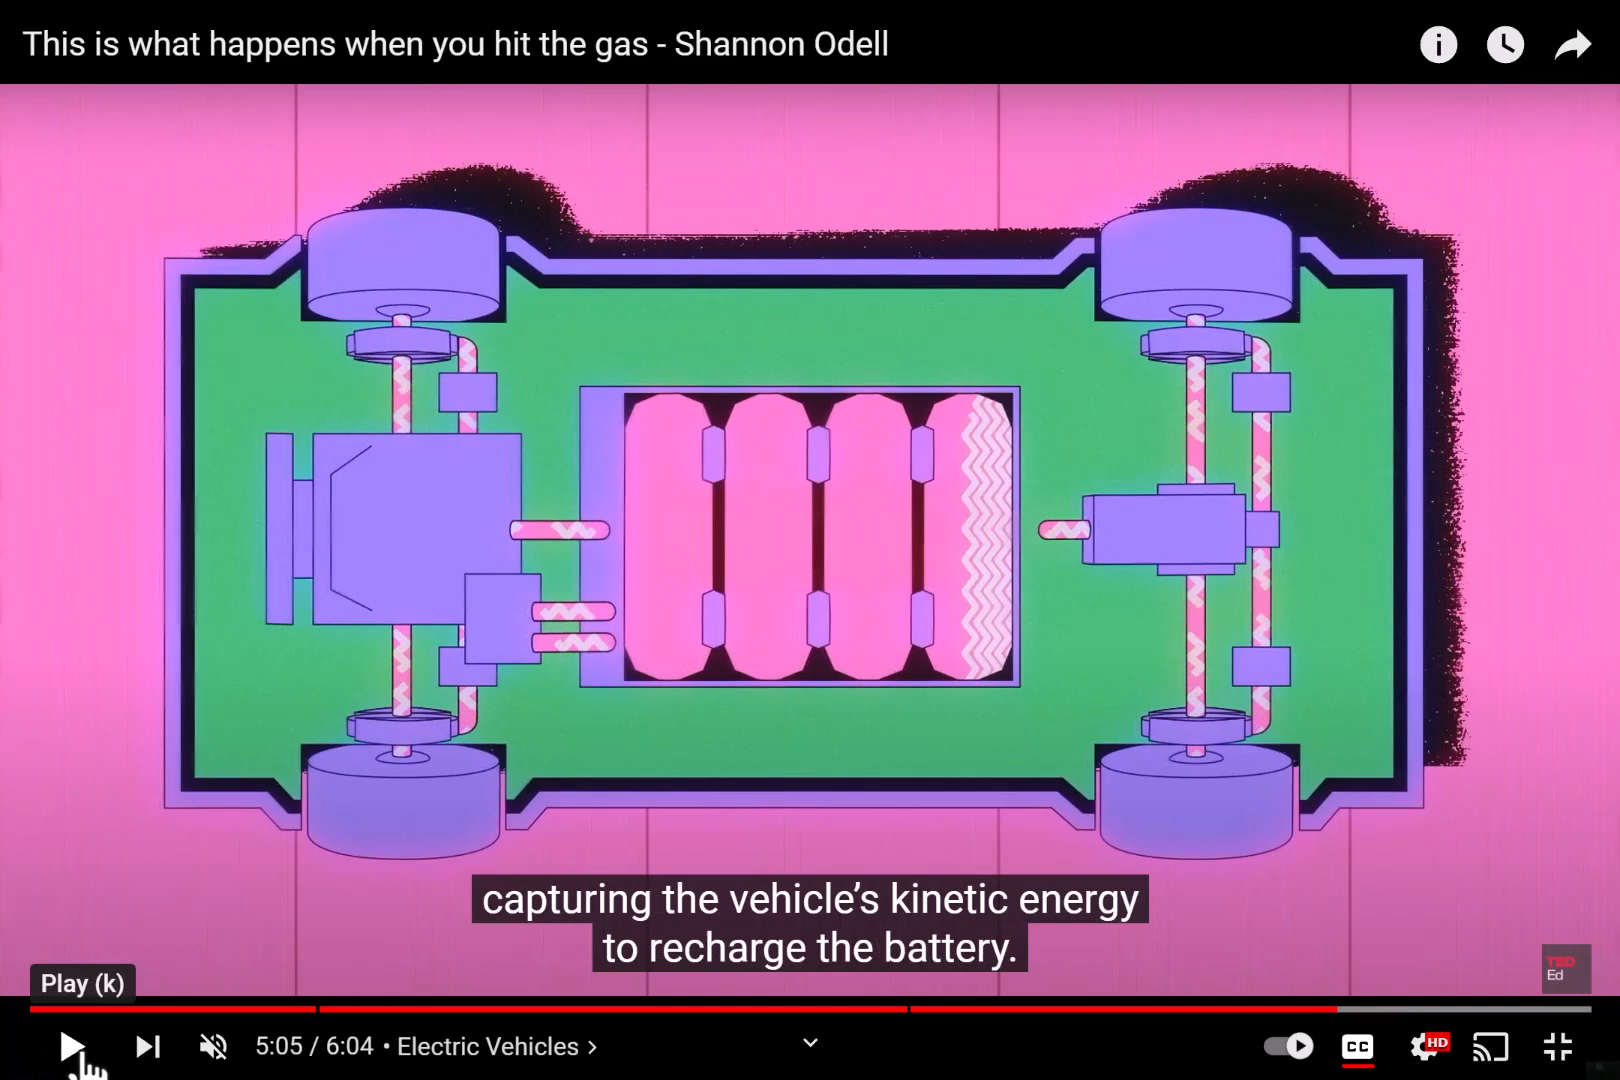 This is what happens when you hit the gas - Shannon Odell
capturing the vehicle’s kinetic energy
to recharge the battery.
TED
Ed
Play (k)
5:05 / 6:04 • Electric Vehicles
CC
HD